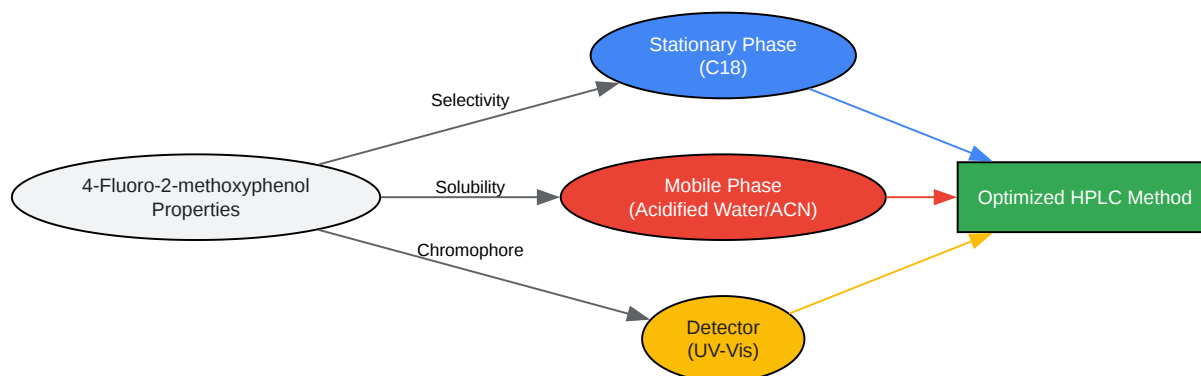 Stationary Phase
(C18)
Selectivity
4-Fluoro-2-methoxyphenol
Properties
Solubility
Mobile Phase
(Acidified Water/ACN)
Optimized HPLC Method
Chromophore
Detector
(UV-Vis)